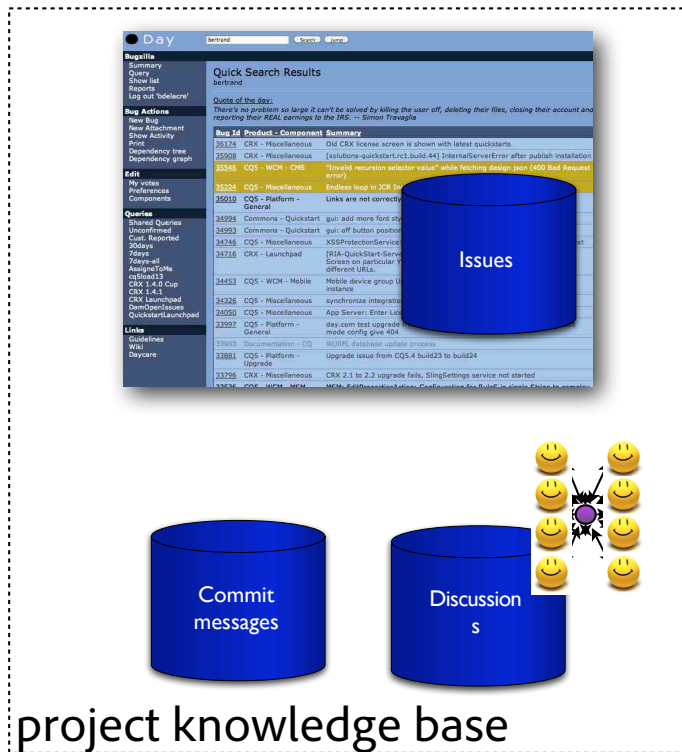 Day
bertrand Search Jump
Bugzilla
Summary
Query
Show list
Reports
Log out 'bdelacre'
Bug Actions
New Bug
New Attachment
Show Activity
Print
Dependency tree
Dependency graph
Edit
My votes
Preferences
Components
Queries
Shared Queries
Unconfirmed
Cust. Reported
30days
7days
7days-all
AssigneToMe
cq5load13
CRX 1.4.0 Cup
CRX 1.4.1
CRX Launchpad
DamOpenIssues
QuickstartLaunchpad
Links
Guidelines
Wiki
Daycare
Quick Search Results
bertrand
Quote of the day:
There's no problem so large it can't be solved by killing the user off, deleting their files, closing their account and
reporting their REAL earnings to the IRS. -- Simon Travaglia
Bug Id Product - Component Summary
36174 CRX - Miscellaneous Old CRX license screen is shown with latest quickstarts
35908 CRX - Miscellaneous [solutions-quickstart.rc1.build.44] InternalServerError after publish installation
35545 CQ5 - WCM - CMS "Invalid recursion selector value" while fetching design json (400 Bad Request
error)
35224 CQ5 - Miscellaneous Endless loop in JCR
35010 CQ5 - Platform - Links are not correctly
General
34994 Commons - Quickstart gui: add more font
34993 Commons - Quickstart gui: off button position
34746 CQ5 - Miscellaneous XSSProtectionService
34716 CRX - Launchpad [RIA-QuickStart-Serve
Screen on particular
different URLs.
34453 CQ5 - WCM - Mobile Mobile device group
instance
34326 CQ5 - Miscellaneous synchronize integration
34050 CQ5 - Miscellaneous App Server: Enter
33997 CQ5 - Platform - day.com test upgrade
General mode config give 404
33903 Documentation - CQ WURFL database update process
33881 CQ5 - Platform - Upgrade issue from CQ5.4 build23 to build24
Upgrade
33796 CRX - Miscellaneous CRX 2.1 to 2.2 upgrade fails, SlingSettings service not started
Issues
Commit
messages
Discussion
s
project knowledge base